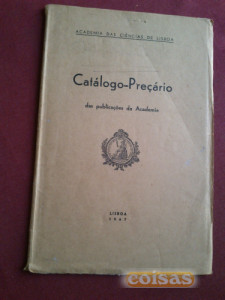 ACADEMIA DAS CIÊNCIAS DE LISBOA
Catálogo-Preçário
das publicações da Academia
LISBOA
coisas